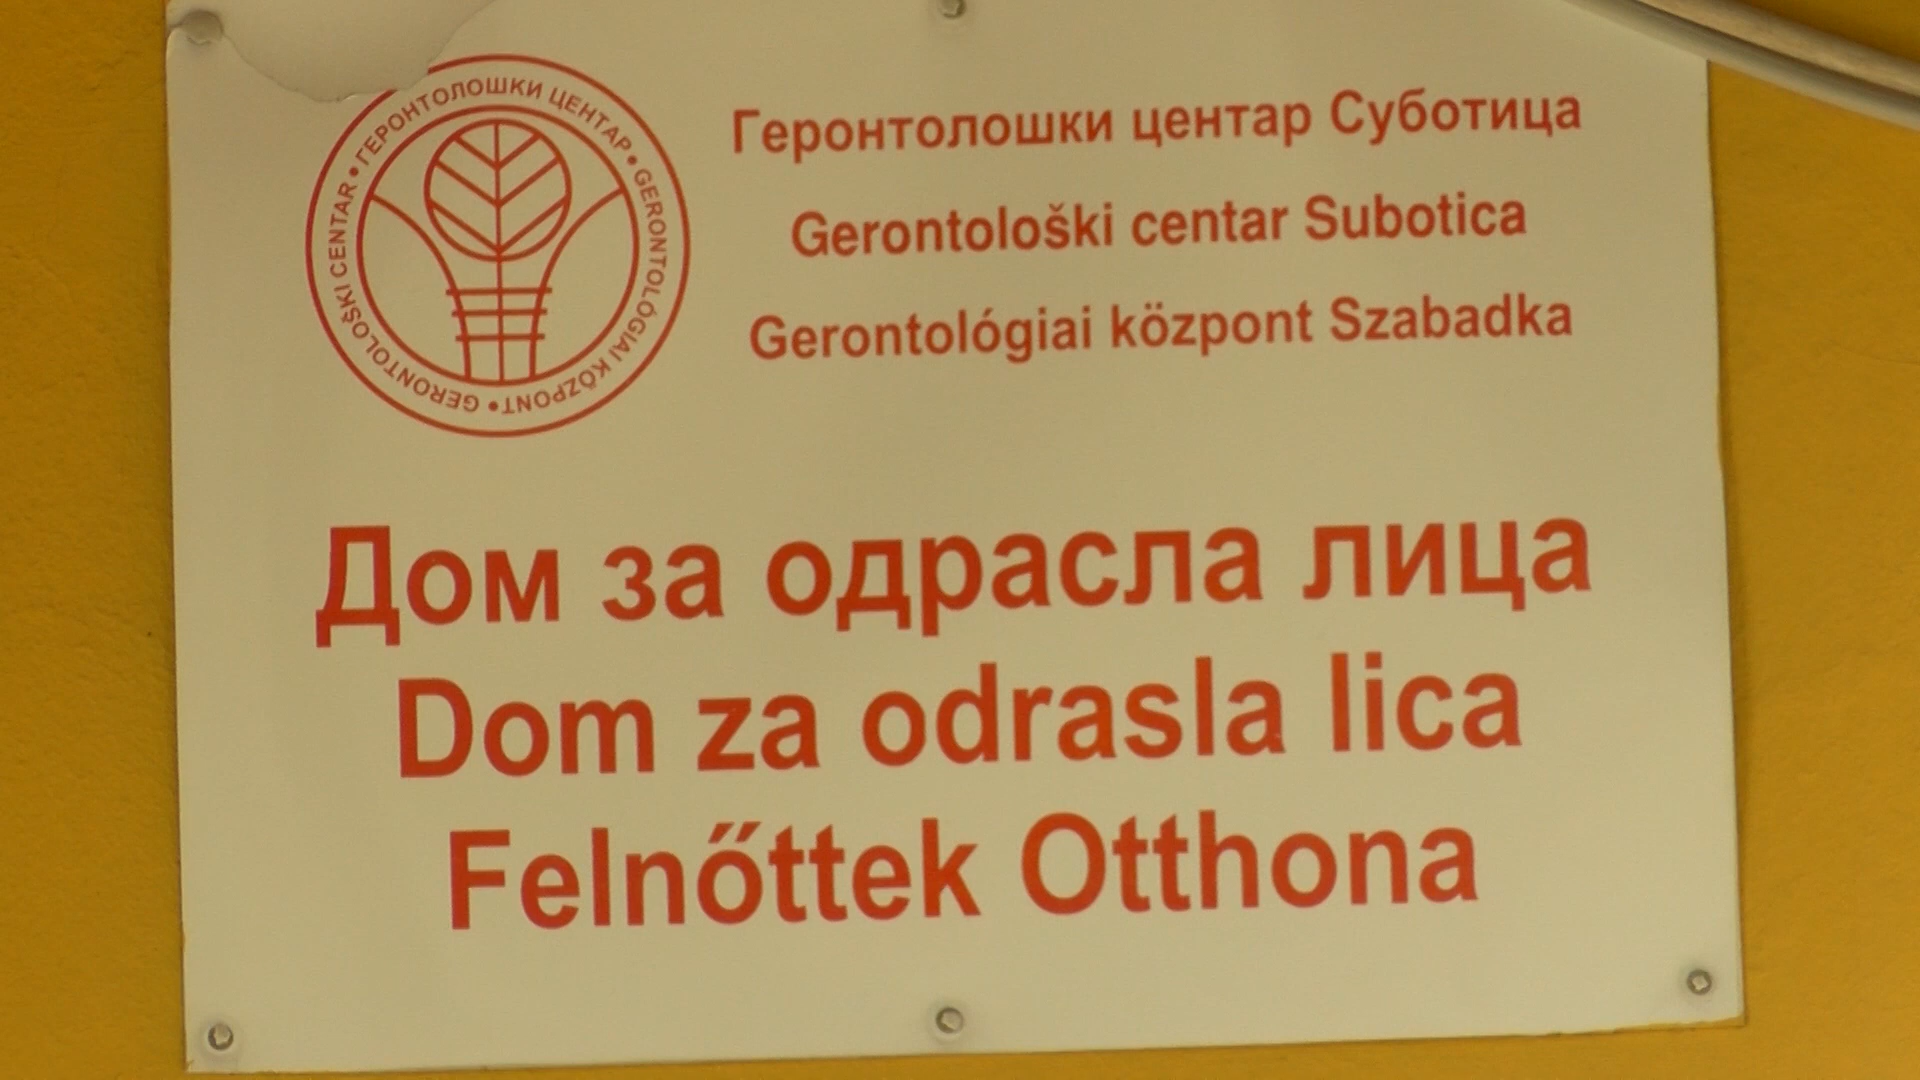 ГЕРОНТОЛОШКИ ЦЕНТАР • GERONTOLÓGIAI KÖZPONT • GERONTOLOŠKI CENTAR •
Геронтолошки центар Суботица
Gerontološki centar Subotica
Gerontológiai központ Szabadka
Дом за одрасла лица
Dom za odrasla lica
Felnőttek Otthona